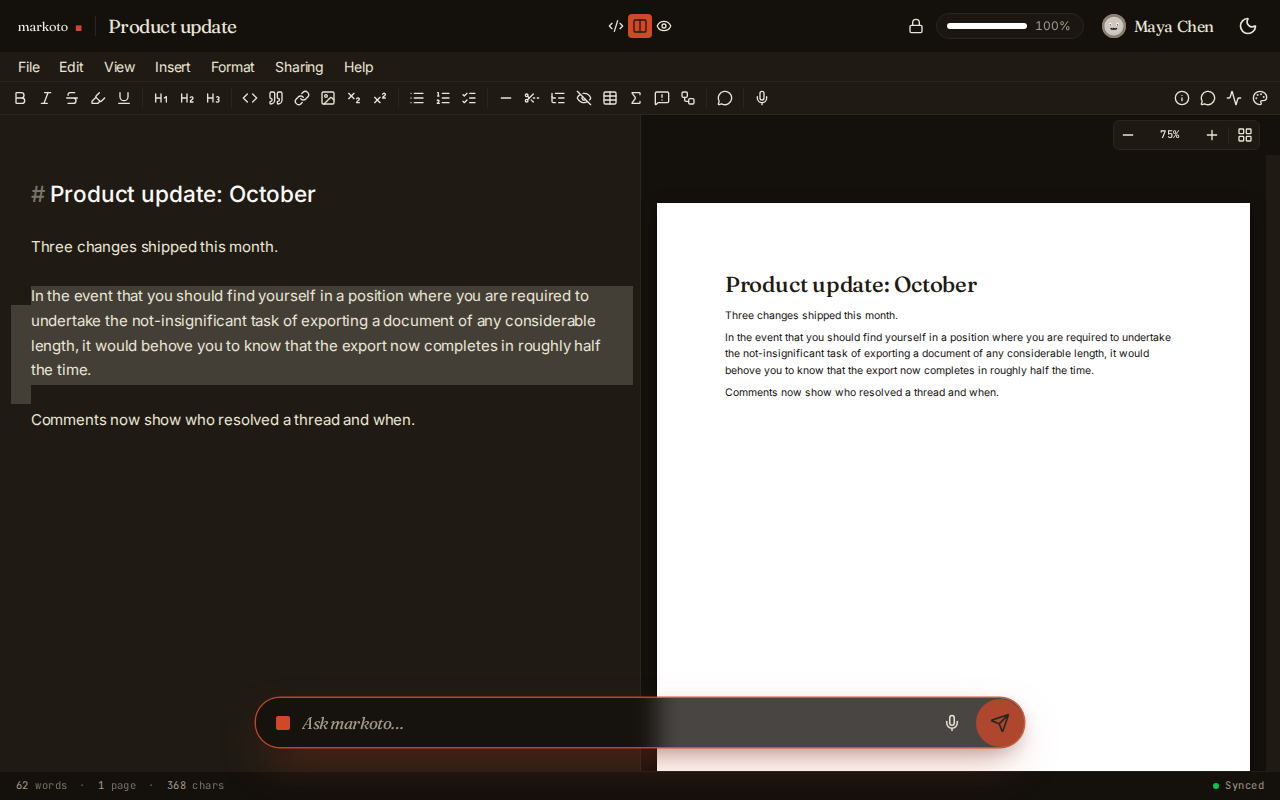 markoto
Product update
100%
Maya Chen
File Edit View Insert Format Sharing Help
H1 H2 H3
75%
# Product update: October
Three changes shipped this month.
In the event that you should find yourself in a position where you are required to
undertake the not-insignificant task of exporting a document of any considerable
length, it would behove you to know that the export now completes in roughly half
the time.
Comments now show who resolved a thread and when.
Product update: October
Three changes shipped this month.
In the event that you should find yourself in a position where you are required to undertake
the not-insignificant task of exporting a document of any considerable length, it would
behove you to know that the export now completes in roughly half the time.
Comments now show who resolved a thread and when.
Ask markoto...
62 words · 1 page · 368 chars
Synced